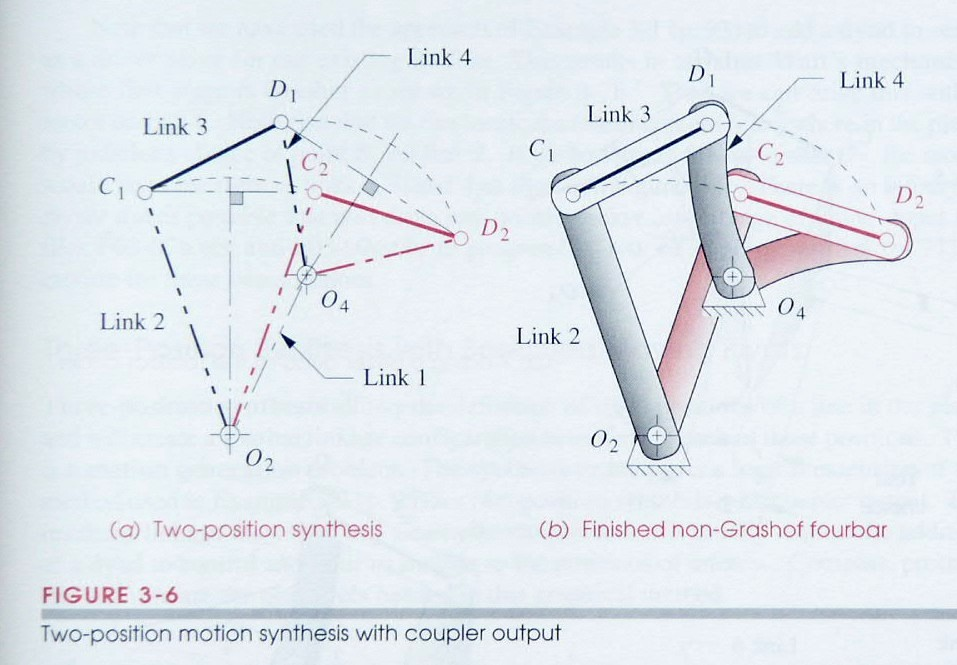 Link 4
D1
Link 3
C1
C2
D2
O4
Link 2
Link 1
O2
(a) Two-position synthesis
D1
Link 4
Link 3
C1
C2
D2
O4
Link 2
O2
(b) Finished non-Grashof fourbar
FIGURE 3-6
Two-position motion synthesis with coupler output